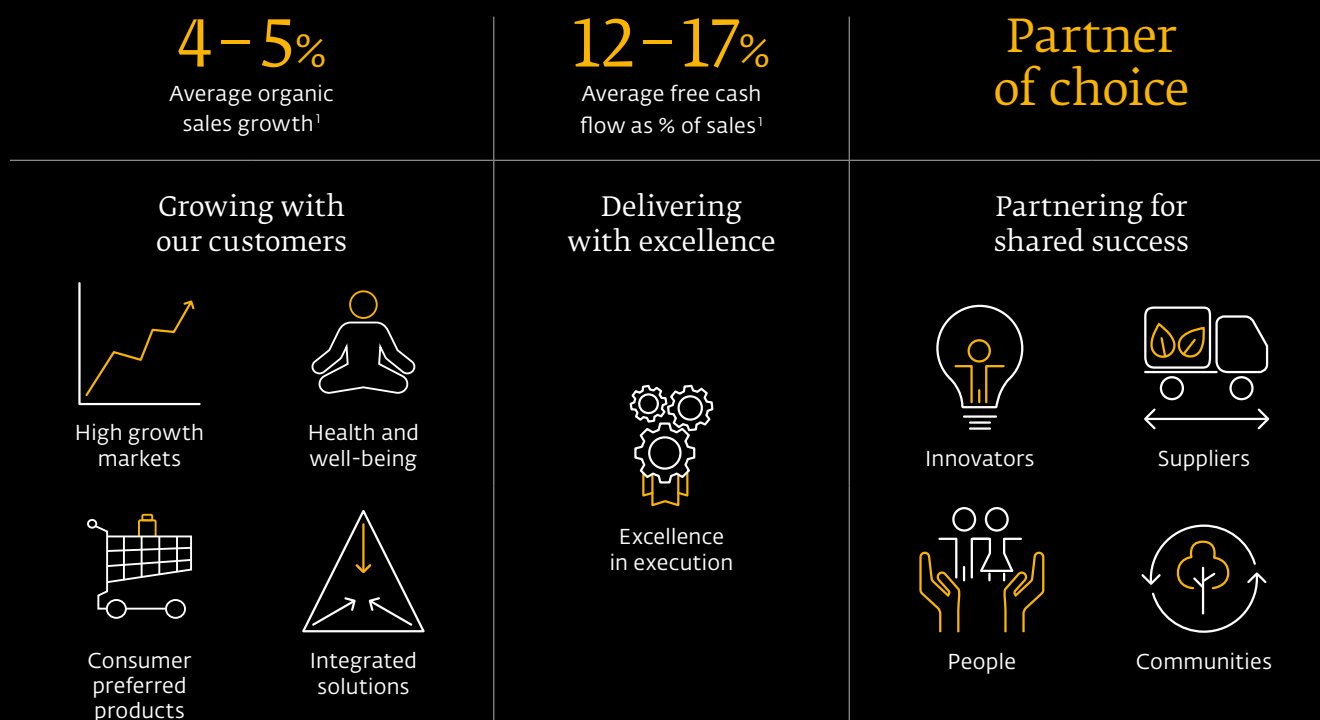 4–5%
Average organic
sales growth¹
12–17%
Average free cash
flow as % of sales¹
Partner
of choice
Growing with
our customers
High growth
markets
Health and
well-being
Consumer
preferred
products
Integrated
solutions
Delivering
with excellence
Excellence
in execution
Partnering for
shared success
Innovators
Suppliers
People
Communities